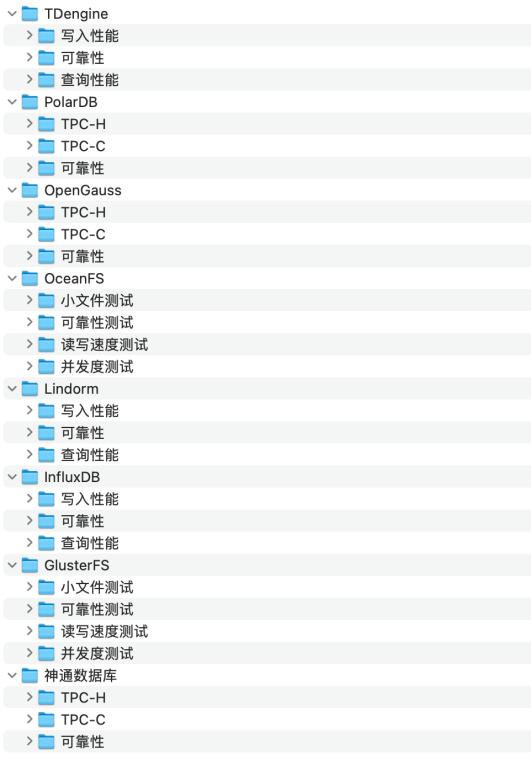 TDengine
写入性能
可靠性
查询性能
PolarDB
TPC-H
TPC-C
可靠性
OpenGauss
TPC-H
TPC-C
可靠性
OceanFS
小文件测试
可靠性测试
读写速度测试
并发度测试
Lindorm
写入性能
可靠性
查询性能
InfluxDB
写入性能
可靠性
查询性能
GlusterFS
小文件测试
可靠性测试
读写速度测试
并发度测试
神通数据库
TPC-H
TPC-C
可靠性